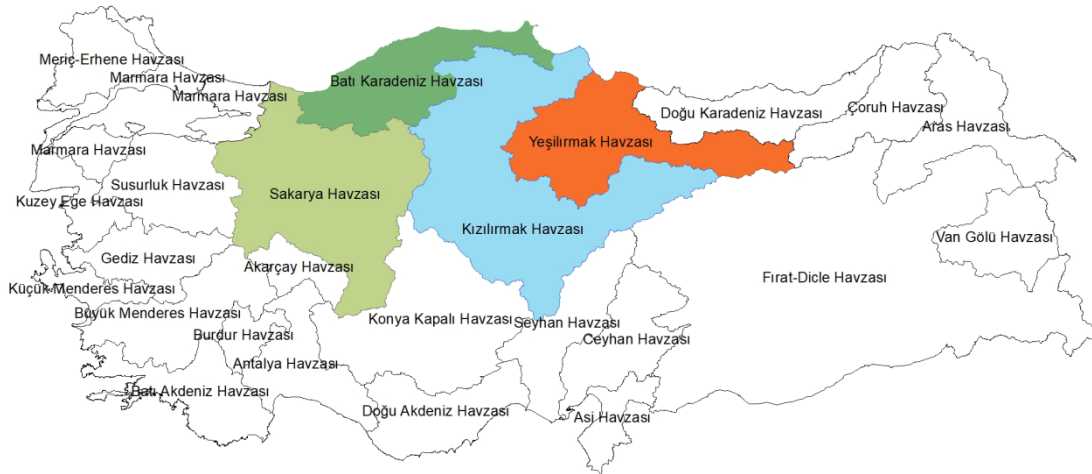 Meriç-Erhene Havzası
Marmara Havzası
Marmara Havzası
Batı Karadeniz Havzası
Doğu Karadeniz Havzası
Çoruh Havzası
Aras Havzası
Marmara Havzası
Yeşilırmak Havzası
Susurluk Havzası
Sakarya Havzası
Kuzey Ege Havzası
Kızılırmak Havzası
Van Gölü Havzası
Gediz Havzası
Akarçay Havzası
Fırat-Dicle Havzası
Küçük Menderes Havzası
Büyük Menderes Havzası
Konya Kapalı Havzası
Seyhan Havzası
Burdur Havzası
Ceyhan Havzası
Antalya Havzası
Batı Akdeniz Havzası
Doğu Akdeniz Havzası
Asi Havzası